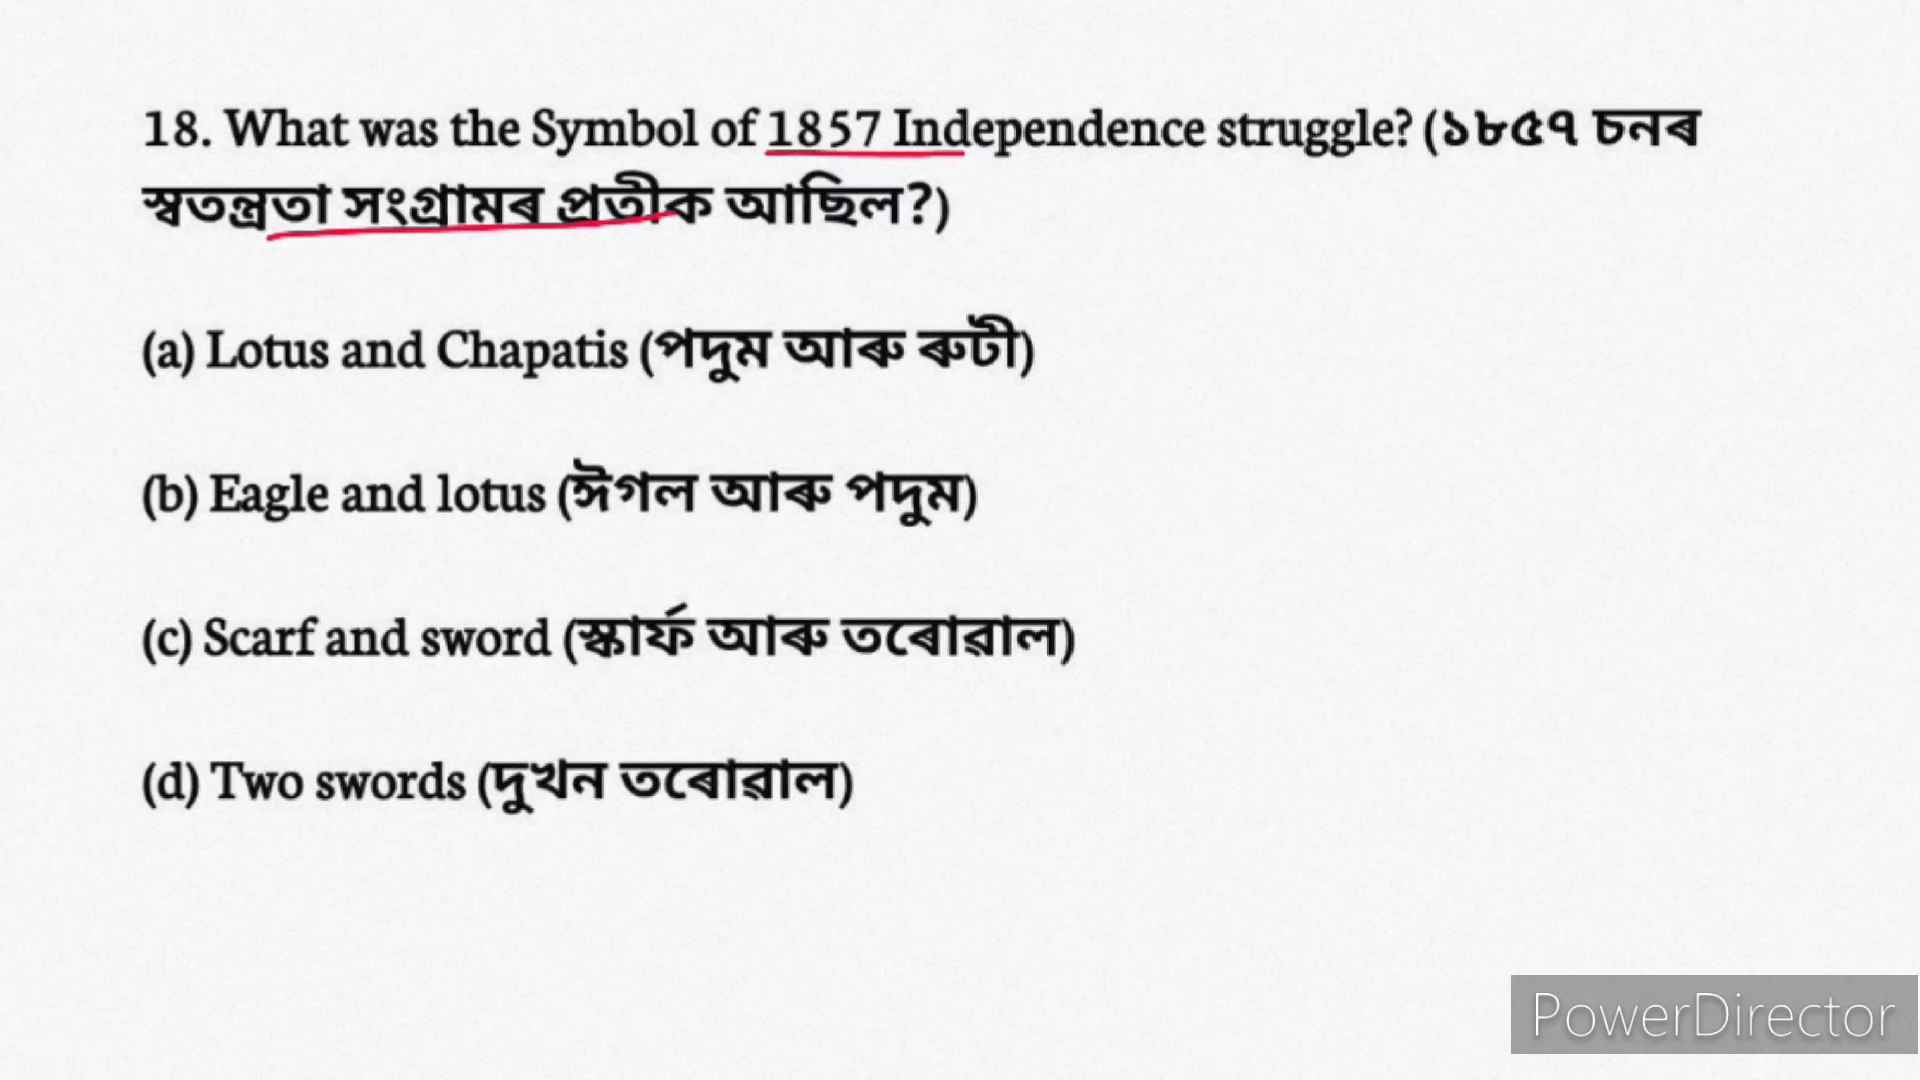 18. What was the Symbol of 1857 Independence struggle? (১৮৫৭ চনৰ
স্বতন্ত্ৰতা সংগ্ৰামৰ প্ৰতীক আছিল?)
(a) Lotus and Chapatis (পদুম আৰু ৰুটী)
(b) Eagle and lotus (ঈগল আৰু পদুম)
(c) Scarf and sword (স্কাৰ্ফ আৰু তৰোৱাল)
(d) Two swords (দুখন তৰোৱাল)
PowerDirector